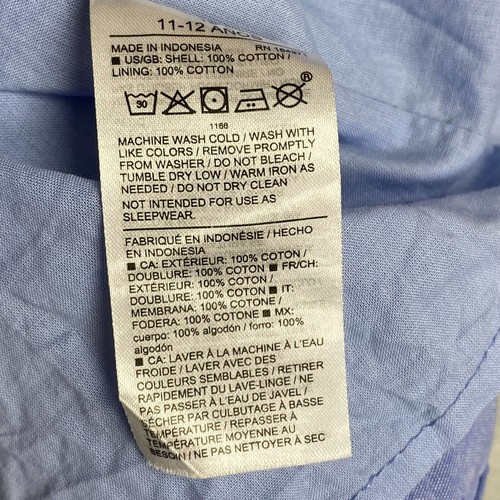 11-12
MADE IN INDONESIA RN
■ US/GB: SHELL: 100% COTTON /
LINING: 100% COTTON
30
®
1166
MACHINE WASH COLD / WASH WITH
LIKE COLORS / REMOVE PROMPTLY
FROM WASHER / DO NOT BLEACH /
TUMBLE DRY LOW / WARM IRON AS
NEEDED / DO NOT DRY CLEAN
NOT INTENDED FOR USE AS
SLEEPWEAR.
FABRIQUÉ EN INDONÉSIE / HECHO
EN INDONESIA
■ CA: EXTÉRIEUR: 100% COTON /
DOUBLURE: 100% COTON ■ FR/CH:
EXTÉRIEUR: 100% COTON /
DOUBLURE: 100% COTON ■ IT:
MEMBRANA: 100% COTONE /
FODERA: 100% COTONE ■ MX:
cuerpo: 100% algodón / forro: 100%
algodón
■ CA: LAVER À LA MACHINE À L'EAU
FROIDE / LAVER AVEC DES
COULEURS SEMBLABLES / RETIRER
RAPIDEMENT DU LAVE-LINGE / NE
PAS PASSER À L'EAU DE JAVEL /
SÉCHER PAR CULBUTAGE À BASSE
TEMPÉRATURE / REPASSER À
TEMPÉRATURE MOYENNE AU
BESOIN / NE PAS NETTOYER À SEC